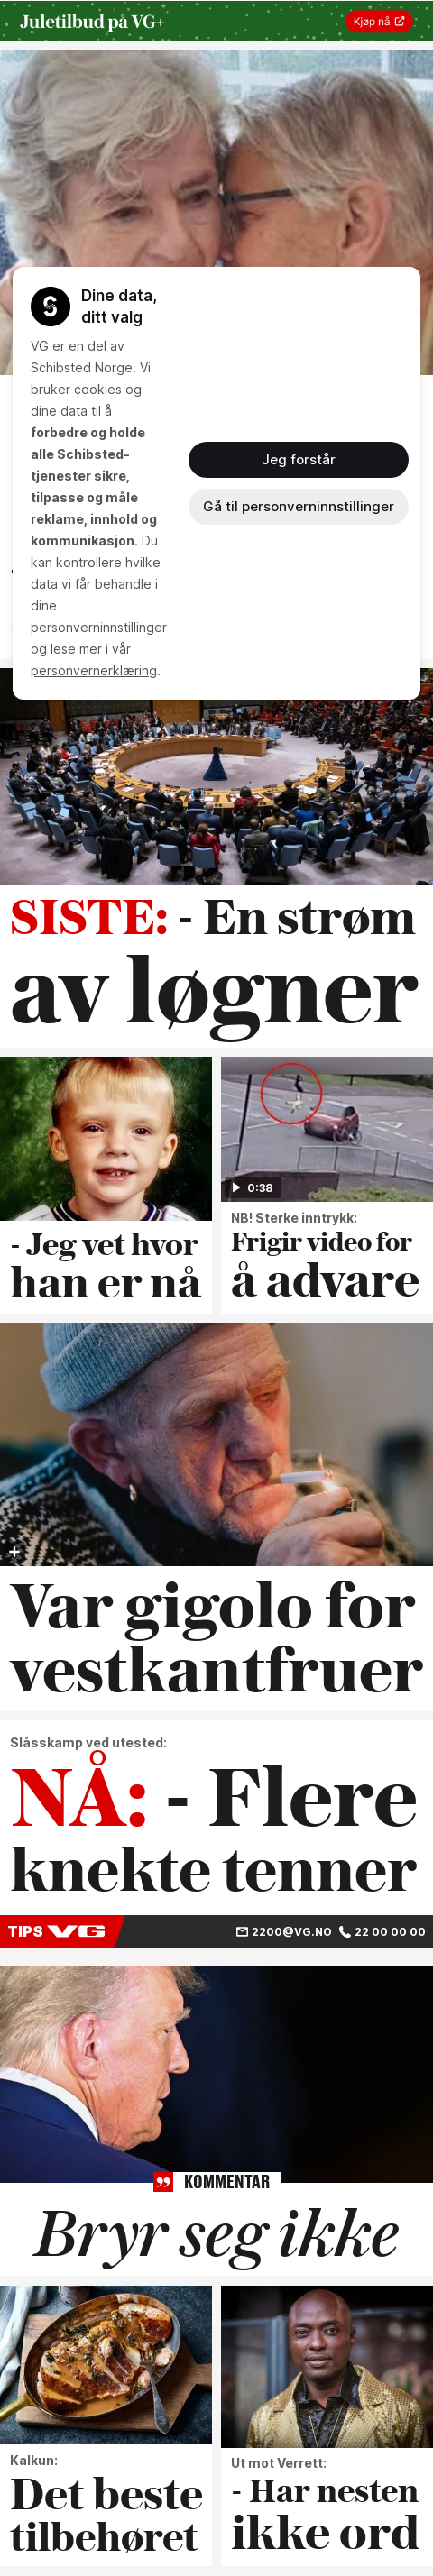 Juletilbud på VG+
Kjøp nå
Dine data,
ditt valg
VG er en del av
Schibsted Norge. Vi
bruker cookies og
dine data til å
forbedre og holde
alle Schibsted-
tjenester sikre,
tilpasse og måle
reklame, innhold og
kommunikasjon. Du
kan kontrollere hvilke
data vi får behandle i
dine
personverninnstillinger
og lese mer i vår
personvernerklæring.
Jeg forstår
Gå til personverninnstillinger
SISTE: - En strøm
av løgner
- Jeg vet hvor
han er nå
0:38
NB! Sterke inntrykk:
Frigir video for
å advare
Var gigolo for
vestkantfruer
Slåsskamp ved utested:
NÅ: - Flere
knekte tenner
TIPS VG
2200@VG.NO 22 00 00 00
KOMMENTAR
Bryr seg ikke
Kalkun:
Det beste
tilbehøret
Ut mot Verrett:
- Har nesten
ikke ord